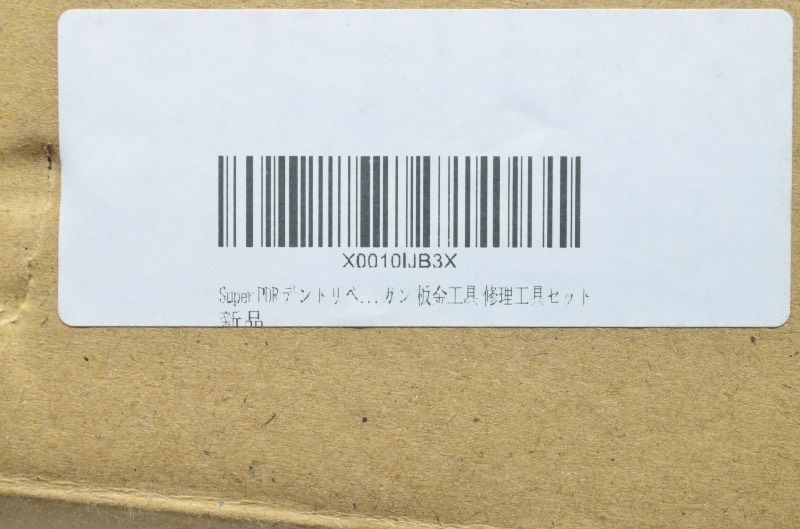 X0010IJB3X
Super PDR デントリペ...ガン 板金工具 修理工具セット
新品